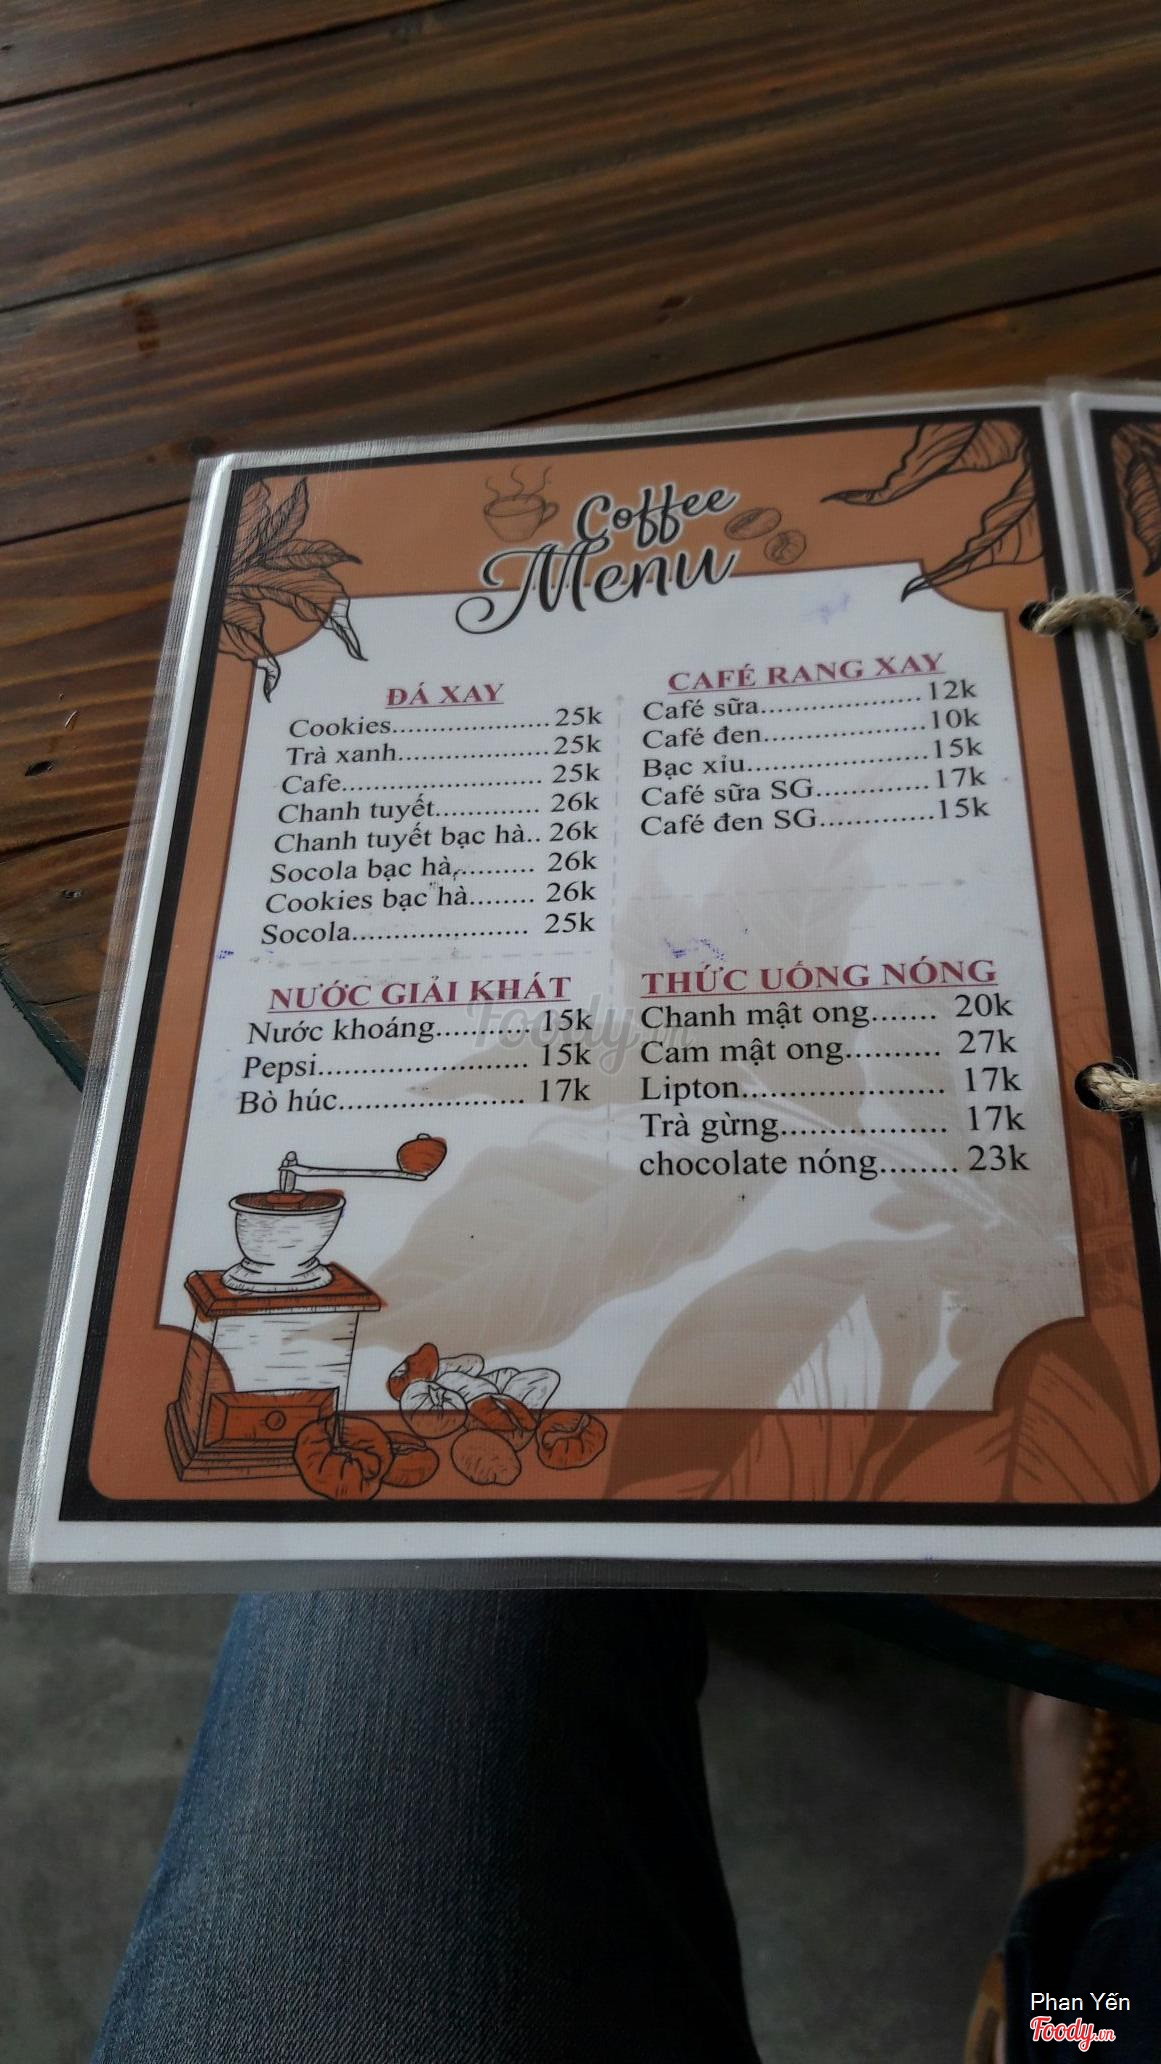 Coffee
Menu
ĐÁ XAY
Cookies.................... 25k
Trà xanh................... 25k
Cafe......................... 25k
Chanh tuyết............. 26k
Chanh tuyết bạc hà.. 26k
Socola bạc hà.......... 26k
Cookies bạc hà........ 26k
Socola...................... 25k
CAFÉ RANG XAY
Café sữa.................... 12k
Café đen.................... 10k
Bạc xỉu...................... 15k
Café sữa SG.............. 17k
Café đen SG............. 15k
NƯỚC GIẢI KHÁT
Nước khoáng........... 15k
Pepsi........................ 15k
Bò húc..................... 17k
THỨC UỐNG NÓNG
Chanh mật ong....... 20k
Cam mật ong.......... 27k
Lipton..................... 17k
Trà gừng................. 17k
chocolate nóng........ 23k
Foody.vn
Phan Yến
Foody.vn